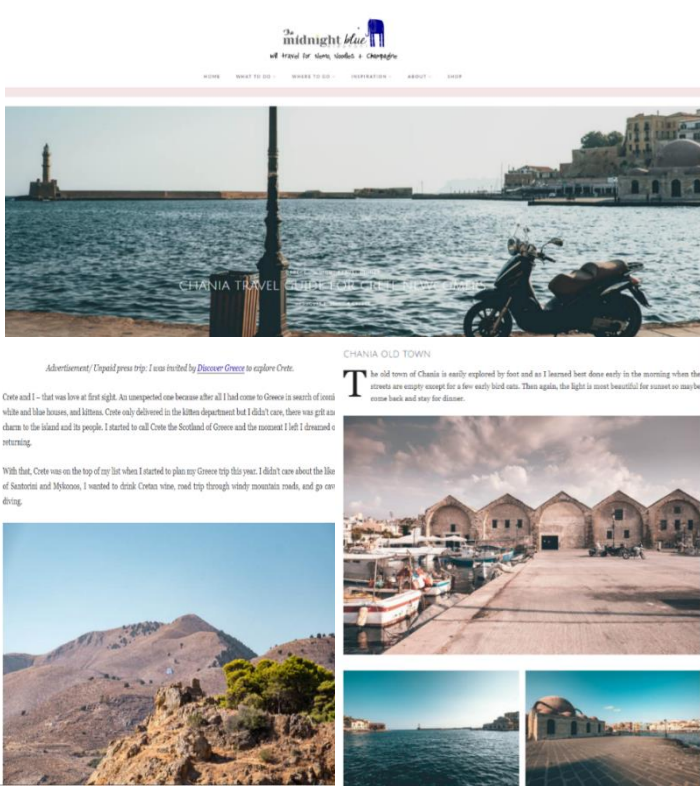 The
midnight blue
will travel for slums, noodles + Champagne
HOME WHAT TO DO WHERE TO GO INSPIRATION ABOUT SHOP
CHANIA TRAVEL GUIDE FOR CRETE NEWCOMERS
Advertisement/ Unpaid press trip: I was invited by Discover Greece to explore Crete.
Crete and I – that was love at first sight. An unexpected one because after all I had come to Greece in search of iconi
white and blue houses, and kittens. Crete only delivered in the kitten department but I didn't care, there was grit and
charm to the island and its people. I started to call Crete the Scotland of Greece and the moment I left I dreamed o
returning.
With that, Crete was on the top of my list when I started to plan my Greece trip this year. I didn't care about the like
of Santorini and Mykonos, I wanted to drink Cretan wine, road trip through windy mountain roads, and go cav
diving.
CHANIA OLD TOWN
The old town of Chania is easily explored by foot and as I learned best done early in the morning when the
streets are empty except for a few early bird cats. Then again, the light is most beautiful for sunset so maybe
come back and stay for dinner.